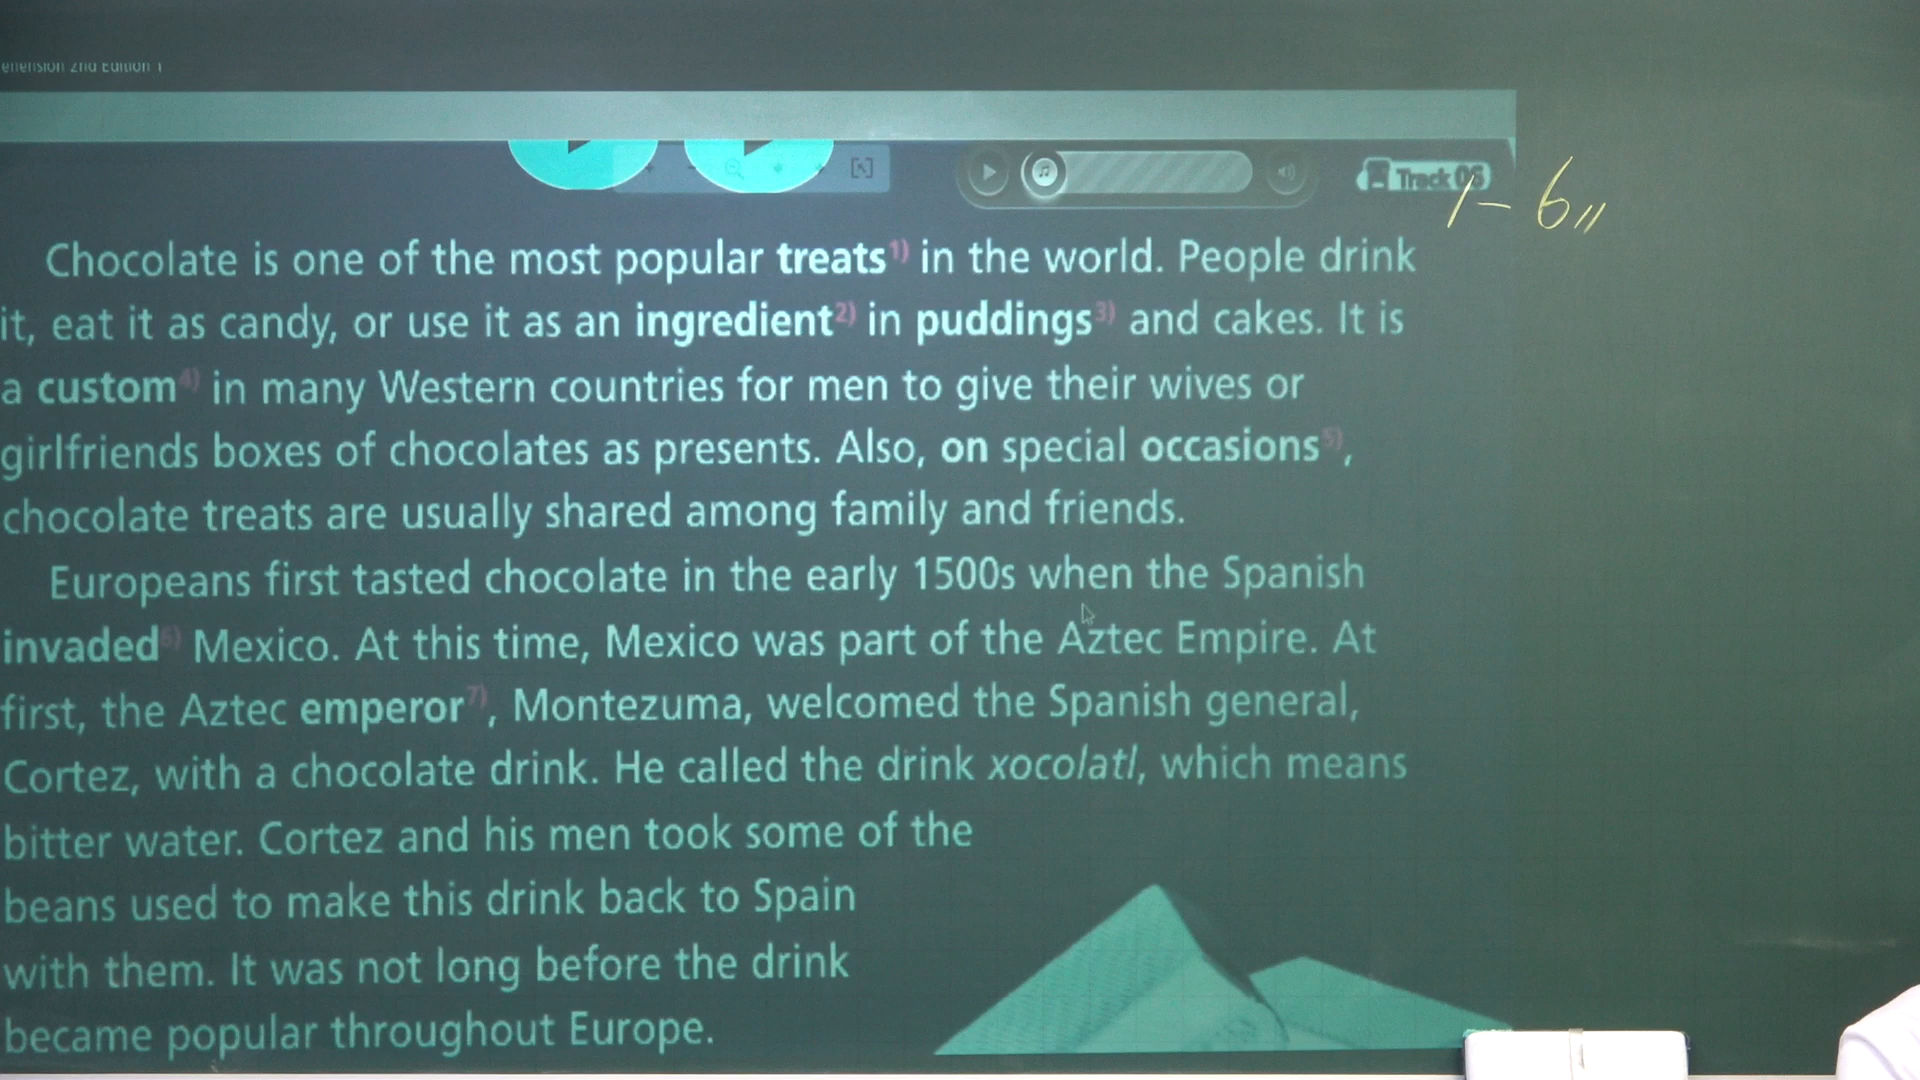 ehension 2nd Edition 1
Track 06
1-6"
Chocolate is one of the most popular treats1) in the world. People drink
it, eat it as candy, or use it as an ingredient2) in puddings3) and cakes. It is
a custom4) in many Western countries for men to give their wives or
girlfriends boxes of chocolates as presents. Also, on special occasions5),
chocolate treats are usually shared among family and friends.
Europeans first tasted chocolate in the early 1500s when the Spanish
invaded6) Mexico. At this time, Mexico was part of the Aztec Empire. At
first, the Aztec emperor7), Montezuma, welcomed the Spanish general,
Cortez, with a chocolate drink. He called the drink xocolatl, which means
bitter water. Cortez and his men took some of the
beans used to make this drink back to Spain
with them. It was not long before the drink
became popular throughout Europe.